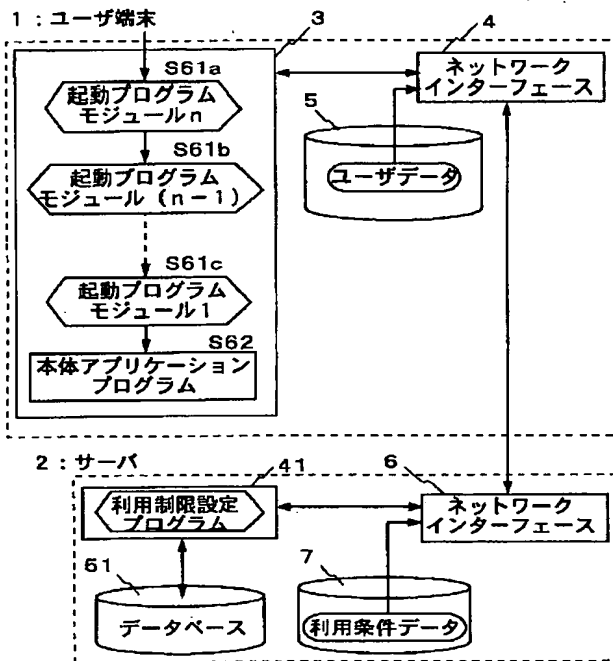 1：ユーザ端末
3
4
S61a
起動プログラム
モジュールn
ネットワーク
インターフェース
S61b
5
起動プログラム
モジュール（n－1）
ユーザデータ
S61c
起動プログラム
モジュール1
S62
本体アプリケーション
プログラム
2：サーバ
41
6
利用制限設定
プログラム
ネットワーク
インターフェース
61
7
データベース
利用条件データ